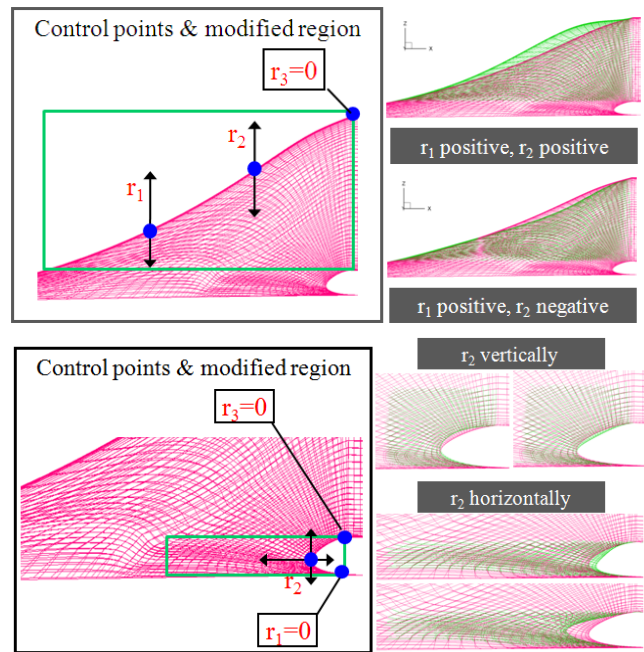 Control points & modified region
r3=0
r2
r1
z
x
r1 positive, r2 positive
z
x
r1 positive, r2 negative
Control points & modified region
r3=0
r2
r1=0
r2 vertically
r2 horizontally